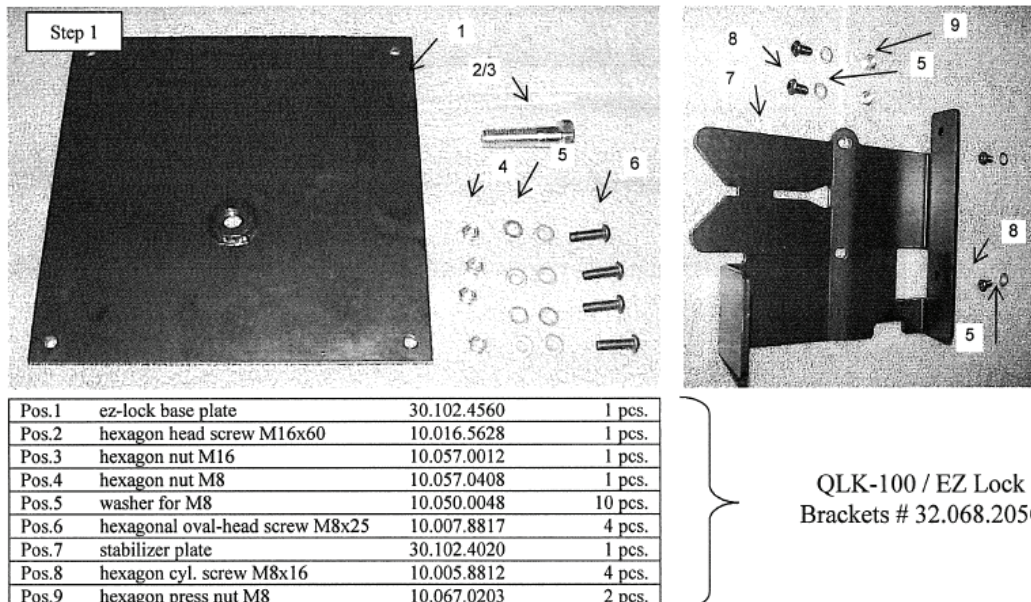 Step 1
1
2/3
4
5
6
9
8
5
7
8
5
Pos.1 ez-lock base plate 30.102.4560 1 pcs.
Pos.2 hexagon head screw M16x60 10.016.5628 1 pcs.
Pos.3 hexagon nut M16 10.057.0012 1 pcs.
Pos.4 hexagon nut M8 10.057.0408 1 pcs.
Pos.5 washer for M8 10.050.0048 10 pcs.
Pos.6 hexagonal oval-head screw M8x25 10.007.8817 4 pcs.
Pos.7 stabilizer plate 30.102.4020 1 pcs.
Pos.8 hexagon cyl. screw M8x16 10.005.8812 4 pcs.
Pos.9 hexagon press nut M8 10.067.0203 2 pcs.
QLK-100 / EZ Lock
Brackets #